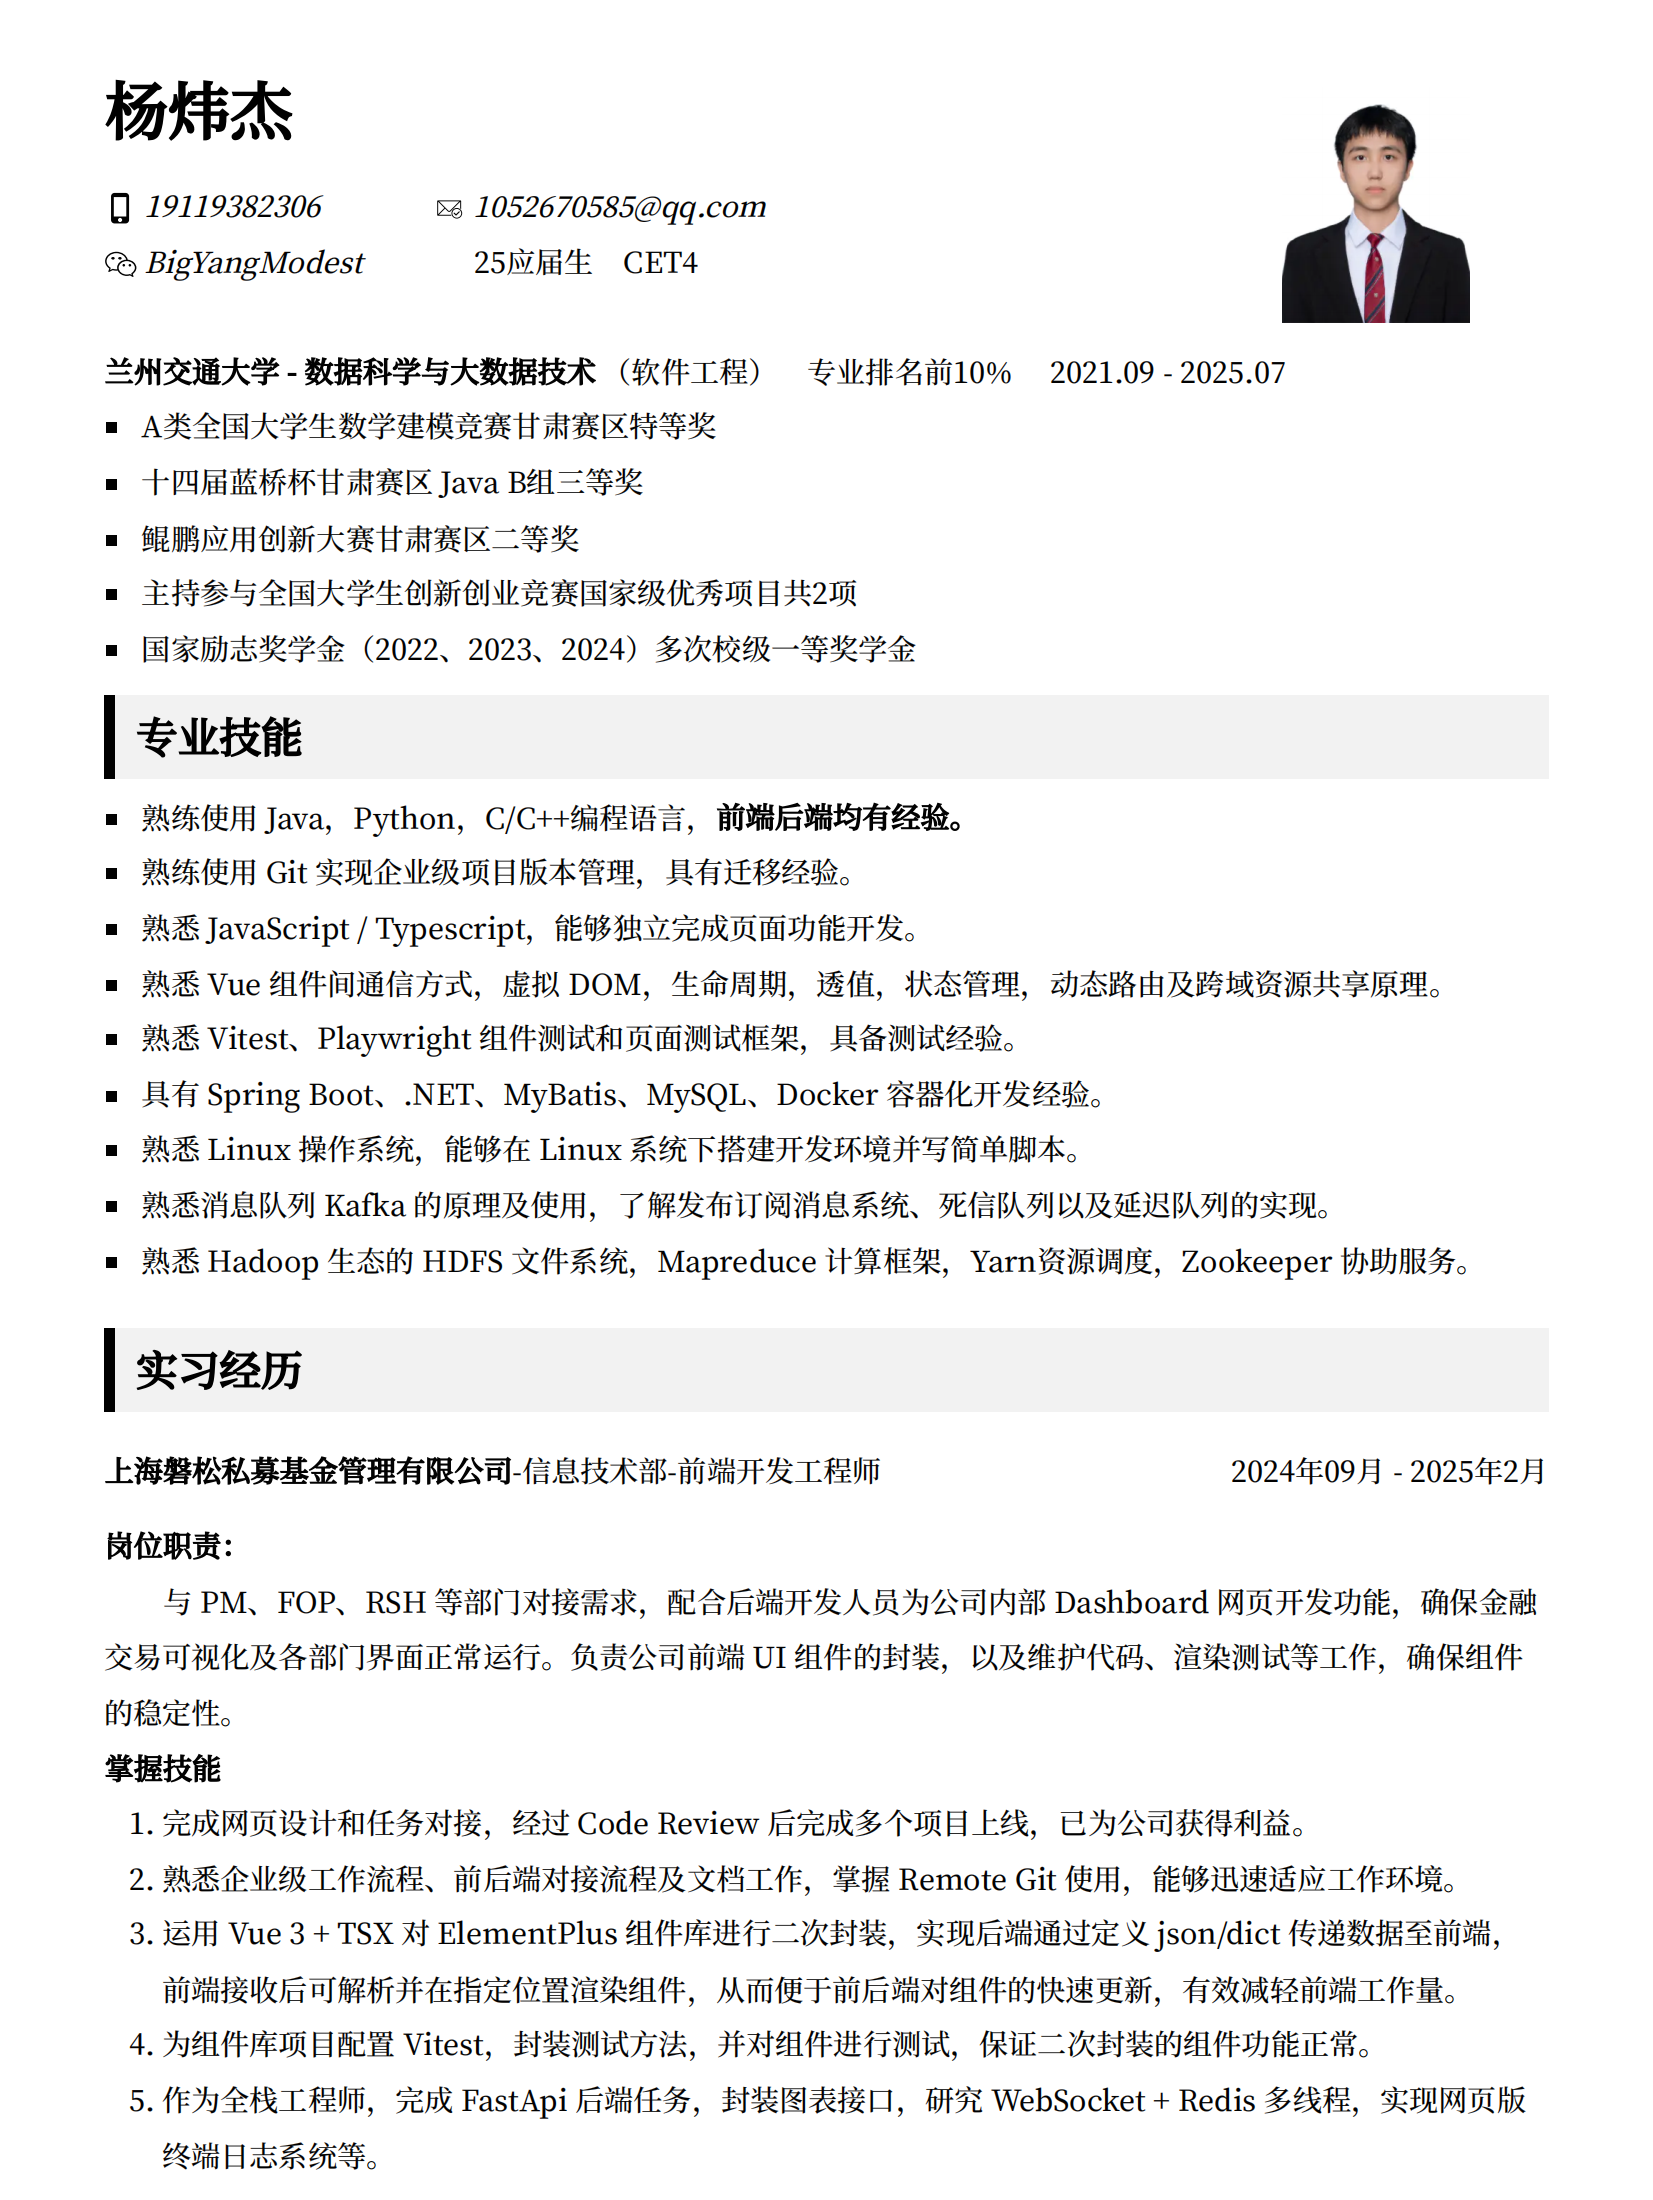 杨炜杰
19119382306 1052670585@qq.com
BigYangModest 25应届生 CET4
兰州交通大学 - 数据科学与大数据技术（软件工程） 专业排名前10% 2021.09 - 2025.07
▪ A类全国大学生数学建模竞赛甘肃赛区特等奖
▪ 十四届蓝桥杯甘肃赛区 Java B组三等奖
▪ 鲲鹏应用创新大赛甘肃赛区二等奖
▪ 主持参与全国大学生创新创业竞赛国家级优秀项目共2项
▪ 国家励志奖学金（2022、2023、2024）多次校级一等奖学金
专业技能
▪ 熟练使用 Java，Python，C/C++编程语言，前端后端均有经验。
▪ 熟练使用 Git 实现企业级项目版本管理，具有迁移经验。
▪ 熟悉 JavaScript / Typescript，能够独立完成页面功能开发。
▪ 熟悉 Vue 组件间通信方式，虚拟 DOM，生命周期，透值，状态管理，动态路由及跨域资源共享原理。
▪ 熟悉 Vitest、Playwright 组件测试和页面测试框架，具备测试经验。
▪ 具有 Spring Boot、.NET、MyBatis、MySQL、Docker 容器化开发经验。
▪ 熟悉 Linux 操作系统，能够在 Linux 系统下搭建开发环境并写简单脚本。
▪ 熟悉消息队列 Kafka 的原理及使用，了解发布订阅消息系统、死信队列以及延迟队列的实现。
▪ 熟悉 Hadoop 生态的 HDFS 文件系统，Mapreduce 计算框架，Yarn资源调度，Zookeeper 协助服务。
实习经历
上海磐松私募基金管理有限公司-信息技术部-前端开发工程师 2024年09月 - 2025年2月
岗位职责：
与 PM、FOP、RSH 等部门对接需求，配合后端开发人员为公司内部 Dashboard 网页开发功能，确保金融
交易可视化及各部门界面正常运行。负责公司前端 UI 组件的封装，以及维护代码、渲染测试等工作，确保组件
的稳定性。
掌握技能
1. 完成网页设计和任务对接，经过 Code Review 后完成多个项目上线，已为公司获得利益。
2. 熟悉企业级工作流程、前后端对接流程及文档工作，掌握 Remote Git 使用，能够迅速适应工作环境。
3. 运用 Vue 3 + TSX 对 ElementPlus 组件库进行二次封装，实现后端通过定义 json/dict 传递数据至前端，
前端接收后可解析并在指定位置渲染组件，从而便于前后端对组件的快速更新，有效减轻前端工作量。
4. 为组件库项目配置 Vitest，封装测试方法，并对组件进行测试，保证二次封装的组件功能正常。
5. 作为全栈工程师，完成 FastApi 后端任务，封装图表接口，研究 WebSocket + Redis 多线程，实现网页版
终端日志系统等。